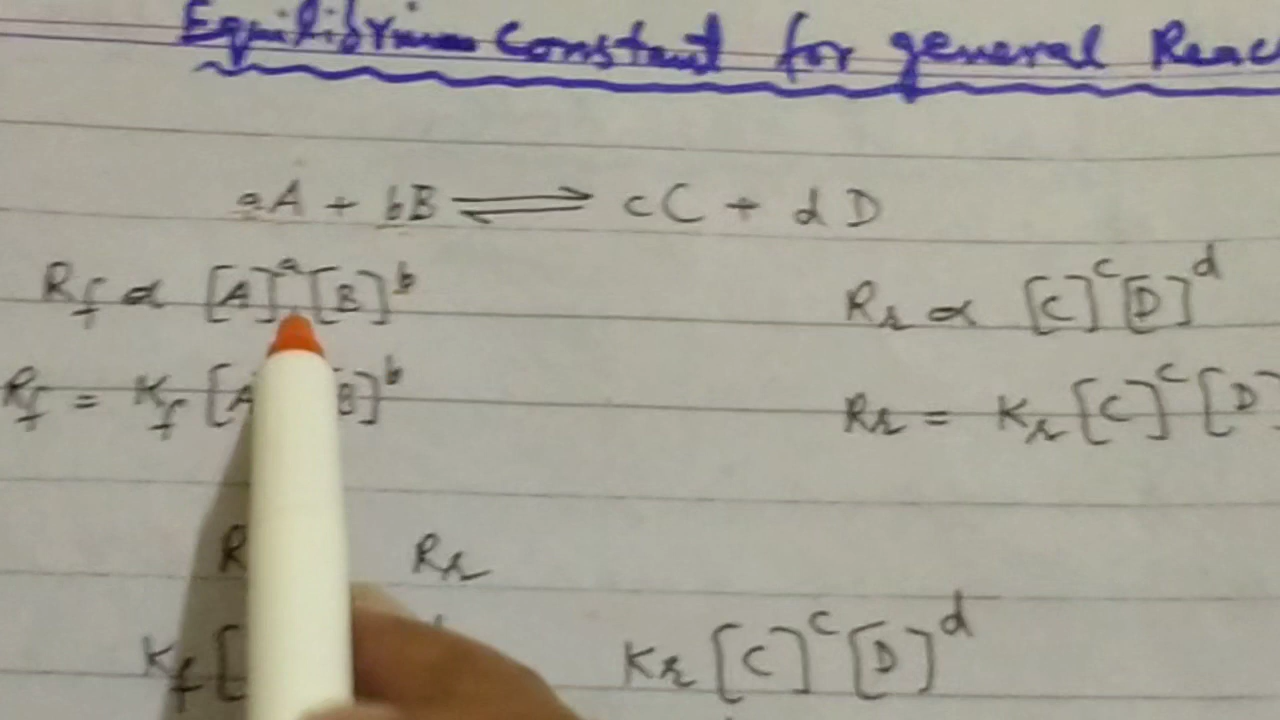 Equilibrium Constant for general Reac
aA + bB ⇌ cC + dD
Rf ∝ [A]^a [B]^b
Rr ∝ [C]^c [D]^d
Rf = Kf [A B]^b
Rr = Kr [C]^c [D]
R Rr
Kf [ Kr [C]^c [D]^d